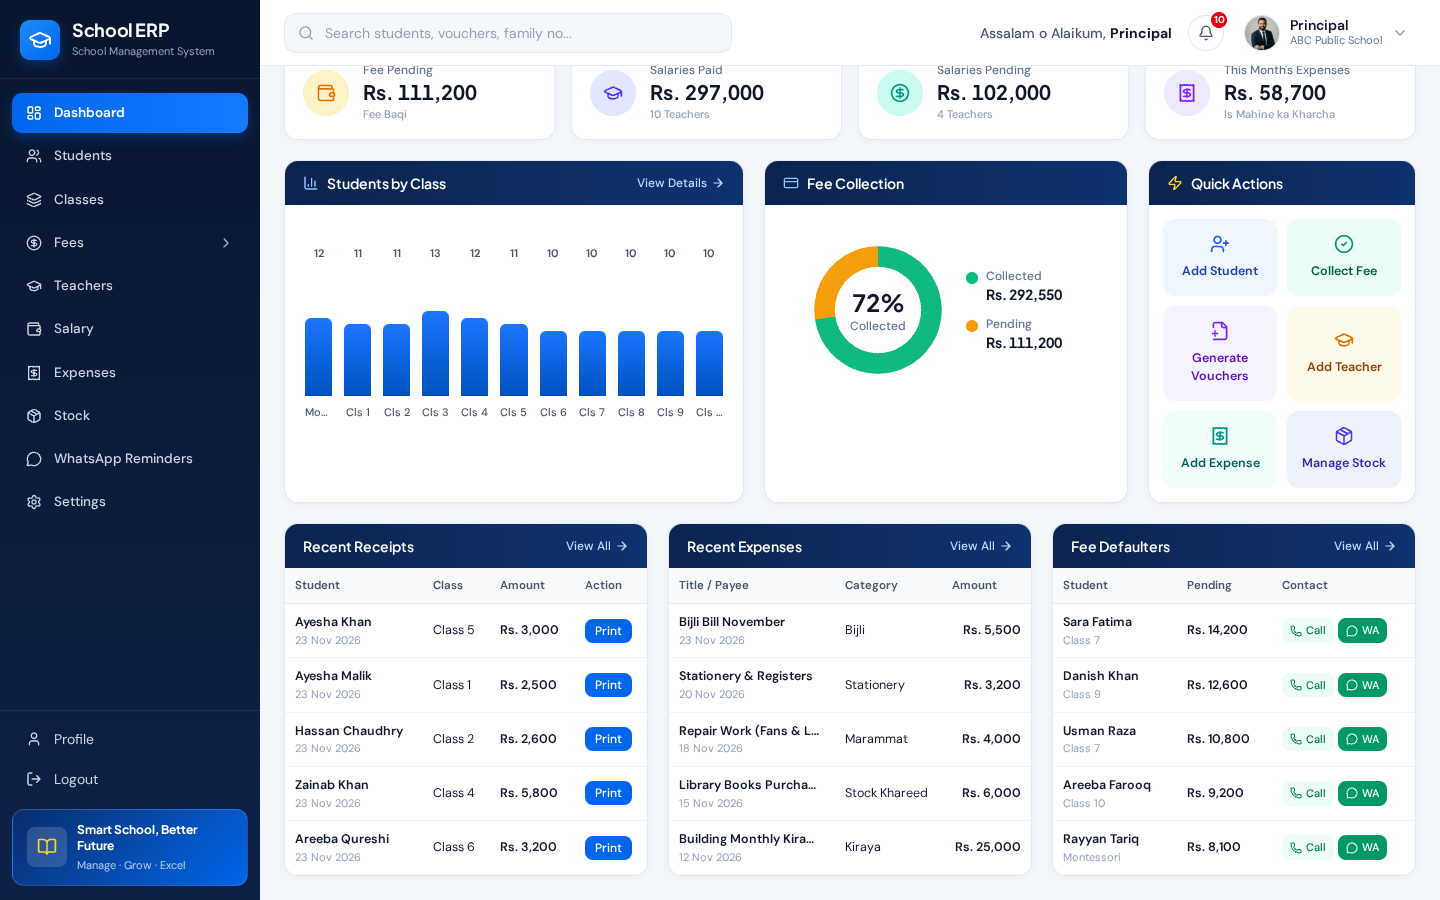 School ERP
School Management System
Dashboard
Students
Classes
Fees
Teachers
Salary
Expenses
Stock
WhatsApp Reminders
Settings
Profile
Logout
Smart School, Better
Future
Manage · Grow · Excel
Search students, vouchers, family no...
Assalam o Alaikum, Principal
10
Principal
ABC Public School
Fee Pending
Rs. 111,200
Fee Baqi
Salaries Paid
Rs. 297,000
10 Teachers
Salaries Pending
Rs. 102,000
4 Teachers
This Month's Expenses
Rs. 58,700
Is Mahine ka Kharcha
Students by Class
View Details →
12 11 11 13 12 11 10 10 10 10 10
Mo... Cls 1 Cls 2 Cls 3 Cls 4 Cls 5 Cls 6 Cls 7 Cls 8 Cls 9 Cls ...
Fee Collection
72%
Collected
Collected
Rs. 292,550
Pending
Rs. 111,200
Quick Actions
Add Student
Collect Fee
Generate
Vouchers
Add Teacher
Add Expense
Manage Stock
Recent Receipts
View All →
Student Class Amount Action
Ayesha Khan
23 Nov 2026
Class 5 Rs. 3,000 Print
Ayesha Malik
23 Nov 2026
Class 1 Rs. 2,500 Print
Hassan Chaudhry
23 Nov 2026
Class 2 Rs. 2,600 Print
Zainab Khan
23 Nov 2026
Class 4 Rs. 5,800 Print
Areeba Qureshi
23 Nov 2026
Class 6 Rs. 3,200 Print
Recent Expenses
View All →
Title / Payee Category Amount
Bijli Bill November
23 Nov 2026
Bijli Rs. 5,500
Stationery & Registers
20 Nov 2026
Stationery Rs. 3,200
Repair Work (Fans & L...
18 Nov 2026
Marammat Rs. 4,000
Library Books Purcha...
15 Nov 2026
Stock Khareed Rs. 6,000
Building Monthly Kira...
12 Nov 2026
Kiraya Rs. 25,000
Fee Defaulters
View All →
Student Pending Contact
Sara Fatima
Class 7
Rs. 14,200 Call WA
Danish Khan
Class 9
Rs. 12,600 Call WA
Usman Raza
Class 7
Rs. 10,800 Call WA
Areeba Farooq
Class 10
Rs. 9,200 Call WA
Rayyan Tariq
Montessori
Rs. 8,100 Call WA